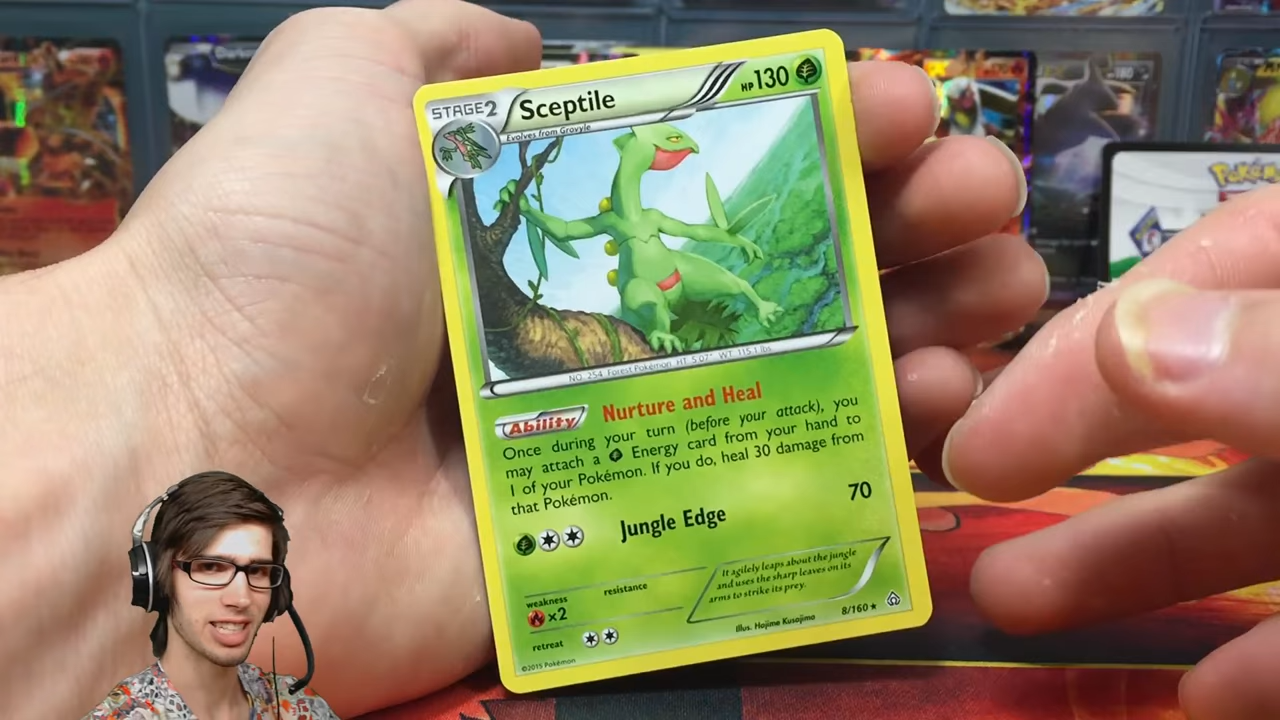 STAGE2 Sceptile HP130
Evolves from Grovyle
NO. 254 Forest Pokémon HT: 5'07" WT: 115.1 lbs
Ability Nurture and Heal
Once during your turn (before your attack), you
may attach a Energy card from your hand to
1 of your Pokémon. If you do, heal 30 damage from
that Pokémon.
Jungle Edge 70
It agilely leaps about the jungle
and uses the sharp leaves on its
arms to strike its prey.
weakness
resistance
x2
retreat
Illus. Hajime Kusajima
8/160
©2015 Pokémon
Pokém
180